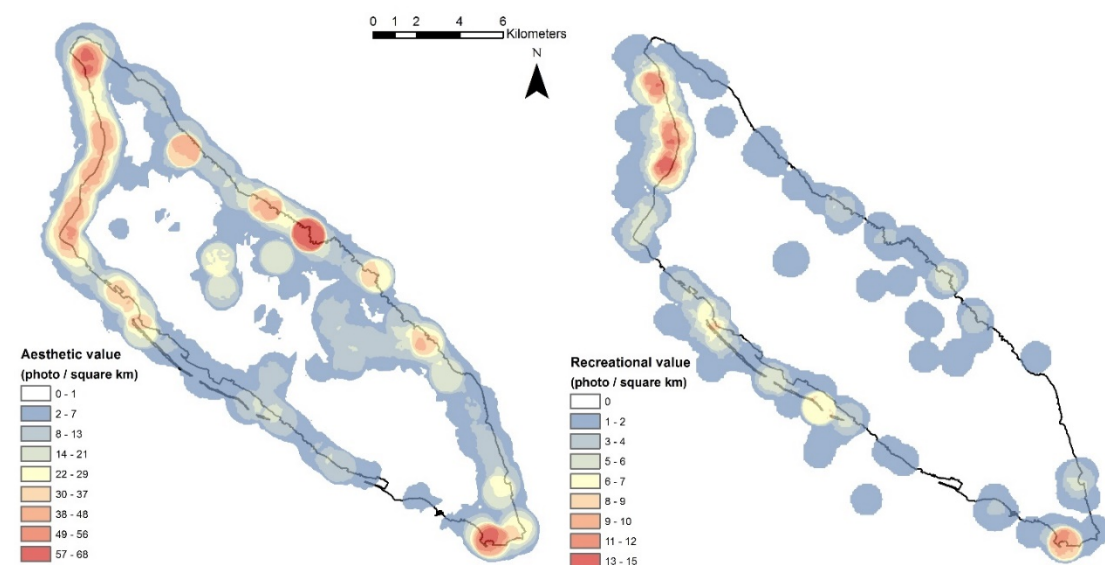 0 1 2 4 6
Kilometers
N
Aesthetic value
(photo / square km)
0 - 1
2 - 7
8 - 13
14 - 21
22 - 29
30 - 37
38 - 48
49 - 56
57 - 68
Recreational value
(photo / square km)
0
1 - 2
3 - 4
5 - 6
6 - 7
8 - 9
9 - 10
11 - 12
13 - 15